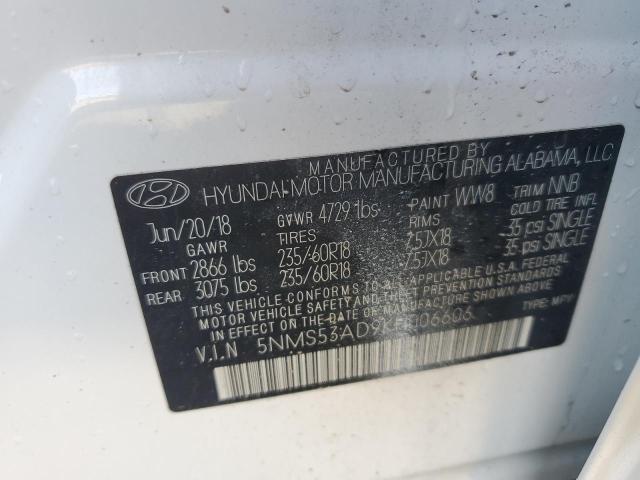 MANUFACTURED BY
HYUNDAI MOTOR MANUFACTURING ALABAMA, LLC
Jun/20/18 GVWR 4729 lbs PAINT WW8 TRIM NNB
GAWR TIRES RIMS COLD TIRE INFL
FRONT 2866 lbs 235/60R18 7.5JX18 35 psi SINGLE
REAR 3075 lbs 235/60R18 7.5JX18 35 psi SINGLE
THIS VEHICLE CONFORMS TO ALL APPLICABLE U.S.A. FEDERAL
MOTOR VEHICLE SAFETY AND THEFT PREVENTION STANDARDS
IN EFFECT ON THE DATE OF MANUFACTURE SHOWN ABOVE.
V.I.N TYPE: MPV